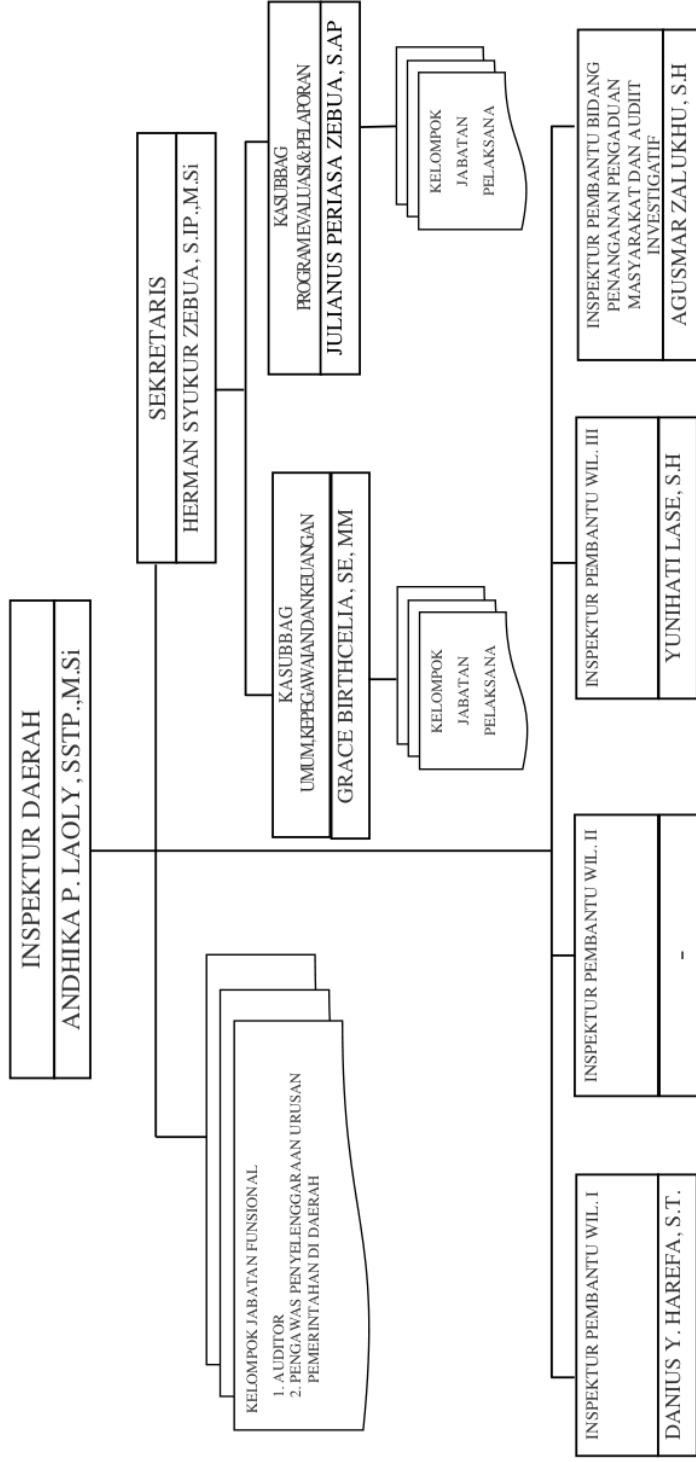 INSPEKTUR DAERAH
ANDHIKA P. LAOLY, SSTP.,M.Si
SEKRETARIS
HERMAN SYUKUR ZEBUA, S.IP.,M.Si
KELOMPOK JABATAN FUNSIONAL
1. AUDITOR
2. PENGAWAS PENYELENGGARAAN URUSAN
PEMERINTAHAN DI DAERAH
KASUBBAG
UMUM,KEPEGAWAIANDANKEUANGAN
GRACE BIRTHCELIA, SE, MM
KASUBBAG
PROGRAM EVALUASI&PELAPORAN
JULIANUS PERIASA ZEBUA, S.AP
KELOMPOK
JABATAN
PELAKSANA
KELOMPOK
JABATAN
PELAKSANA
INSPEKTUR PEMBANTU WIL. I
DANIUS Y. HAREFA, S.T.
INSPEKTUR PEMBANTU WIL. II
-
INSPEKTUR PEMBANTU WIL. III
YUNIHATI LASE, S.H
INSPEKTUR PEMBANTU BIDANG
PENANGANAN PENGADUAN
MASYARAKAT DAN AUDIIT
INVESTIGATIF
AGUSMAR ZALUKHU, S.H